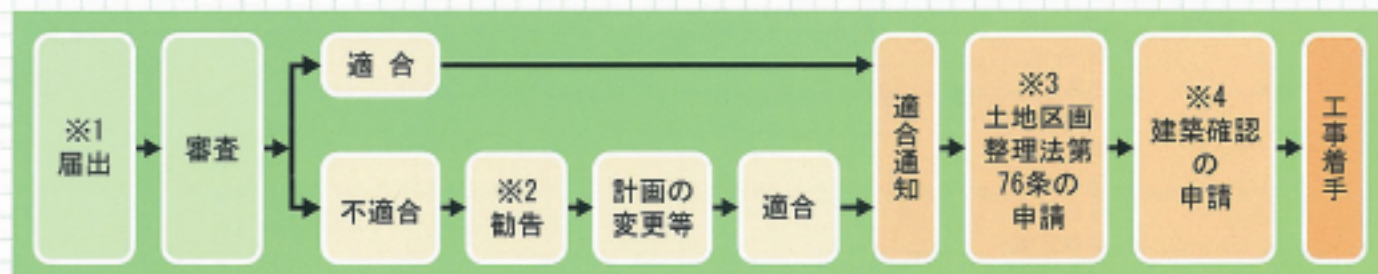 ※1
届出
審査
適 合
不適合
※2
勧告
計画の
変更等
適合
適合通知
※3
土地区画
整理法第
76条の
申請
※4
建築確認
の
申請
工事着手